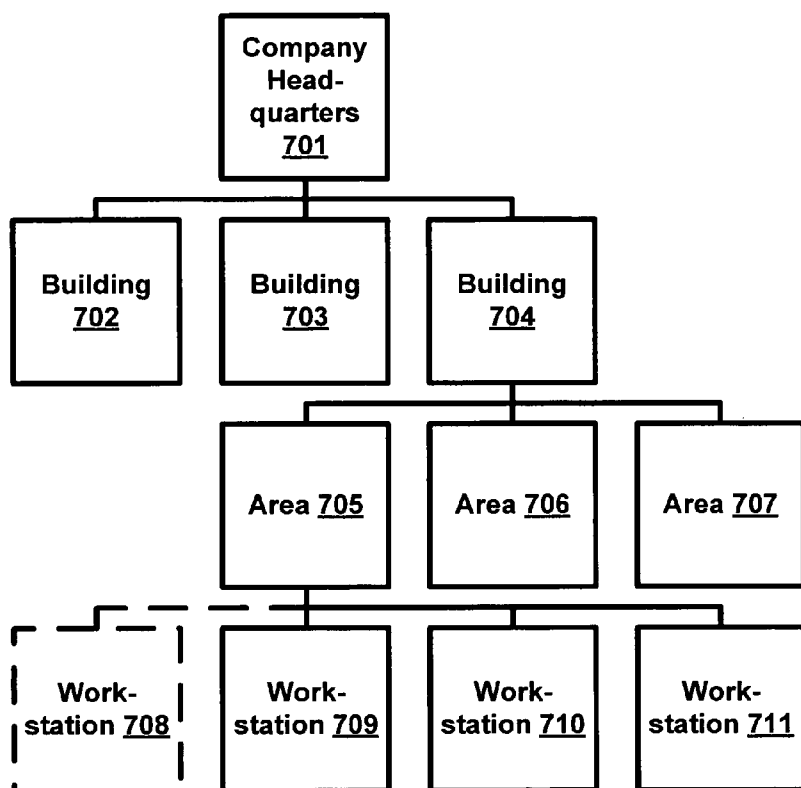 Company
Head-
quarters
701
Building
702
Building
703
Building
704
Area 705
Area 706
Area 707
Work-
station 708
Work-
station 709
Work-
station 710
Work-
station 711